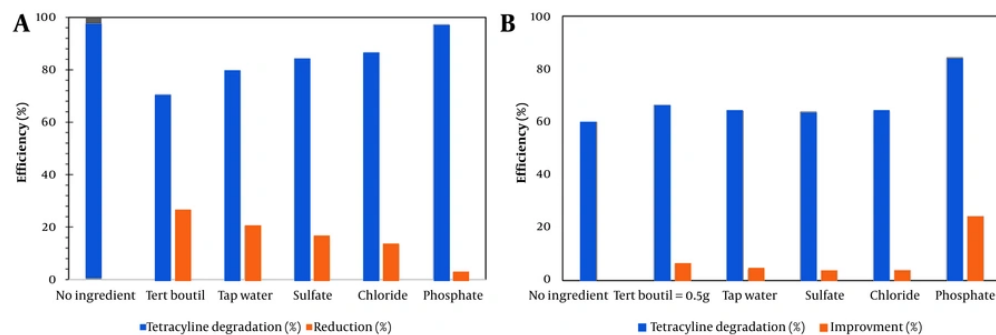 A
Efficiency (%)
100
80
60
40
20
0
No ingredient Tert boutil Tap water Sulfate Chloride Phosphate
Tetracyline degradation (%) Reduction (%)
B
Efficiency (%)
100
80
60
40
20
0
No ingredient Tert boutil = 0.5g Tap water Sulfate Chloride Phosphate
Tetracyline degradation (%) Improvment (%)